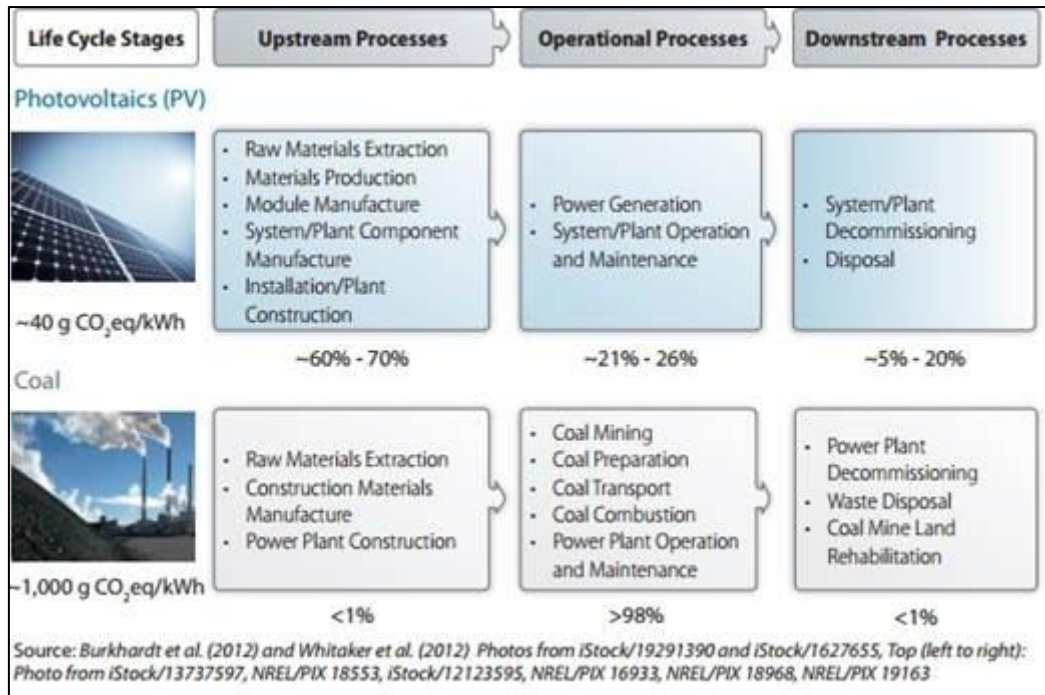 Life Cycle Stages
Upstream Processes
Operational Processes
Downstream Processes
Photovoltaics (PV)
• Raw Materials Extraction
• Materials Production
• Module Manufacture
• System/Plant Component
Manufacture
• Installation/Plant
Construction
• Power Generation
• System/Plant Operation
and Maintenance
• System/Plant
Decommissioning
• Disposal
~40 g CO₂eq/kWh
~60% - 70%
~21% - 26%
~5% - 20%
Coal
• Raw Materials Extraction
• Construction Materials
Manufacture
• Power Plant Construction
• Coal Mining
• Coal Preparation
• Coal Transport
• Coal Combustion
• Power Plant Operation
and Maintenance
• Power Plant
Decommissioning
• Waste Disposal
• Coal Mine Land
Rehabilitation
~1,000 g CO₂eq/kWh
<1%
>98%
<1%
Source: Burkhardt et al. (2012) and Whitaker et al. (2012) Photos from iStock/19291390 and iStock/1627655, Top (left to right):
Photo from iStock/13737597, NREL/PIX 18553, iStock/12123595, NREL/PIX 16933, NREL/PIX 18968, NREL/PIX 19163